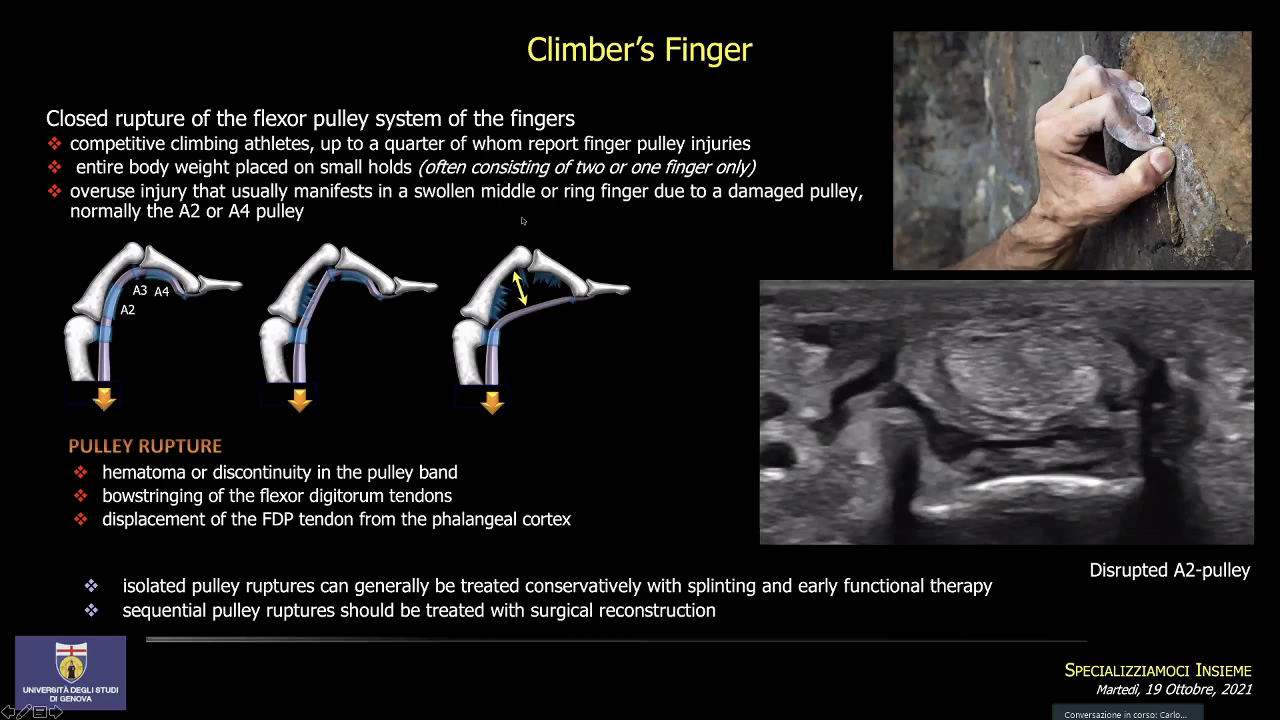 Climber's Finger
Closed rupture of the flexor pulley system of the fingers
❖ competitive climbing athletes, up to a quarter of whom report finger pulley injuries
❖ entire body weight placed on small holds (often consisting of two or one finger only)
❖ overuse injury that usually manifests in a swollen middle or ring finger due to a damaged pulley,
normally the A2 or A4 pulley
A3 A4
A2
PULLEY RUPTURE
❖ hematoma or discontinuity in the pulley band
❖ bowstringing of the flexor digitorum tendons
❖ displacement of the FDP tendon from the phalangeal cortex
Disrupted A2-pulley
❖ isolated pulley ruptures can generally be treated conservatively with splinting and early functional therapy
❖ sequential pulley ruptures should be treated with surgical reconstruction
UNIVERSITÀ DEGLI STUDI
DI GENOVA
SPECIALIZZIAMOCI INSIEME
Martedì, 19 Ottobre, 2021
Conversazione in corso: Carlo...